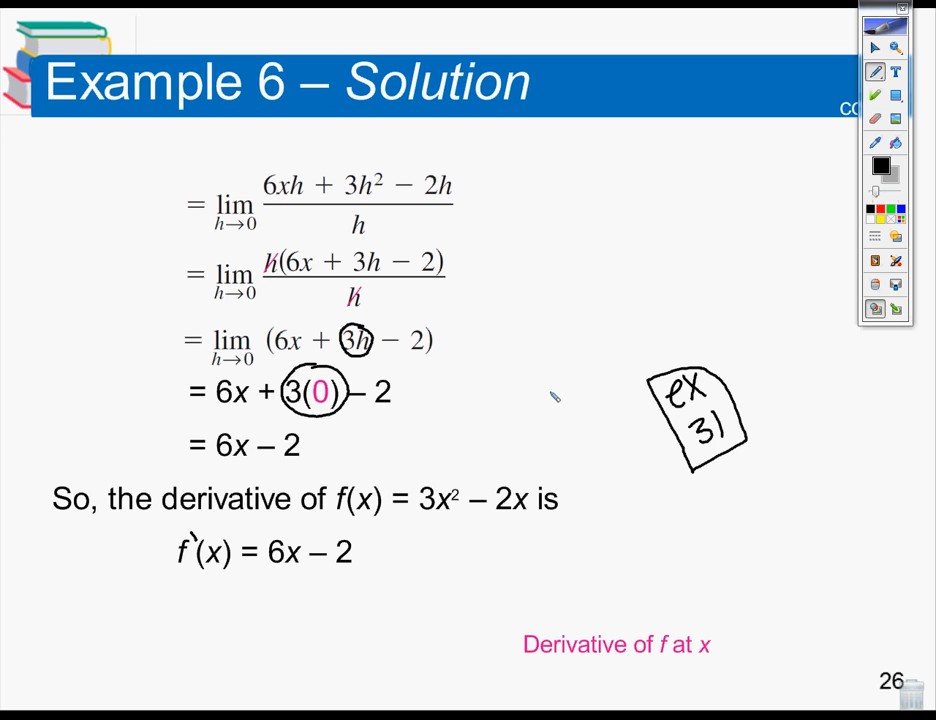 Example 6 – Solution
= lim h→0 (6xh + 3h² − 2h) / h
= lim h→0 h(6x + 3h − 2) / h
= lim h→0 (6x + 3h − 2)
= 6x + 3(0) – 2
ex
31
= 6x – 2
So, the derivative of f(x) = 3x² – 2x is
f`(x) = 6x – 2
Derivative of f at x
26